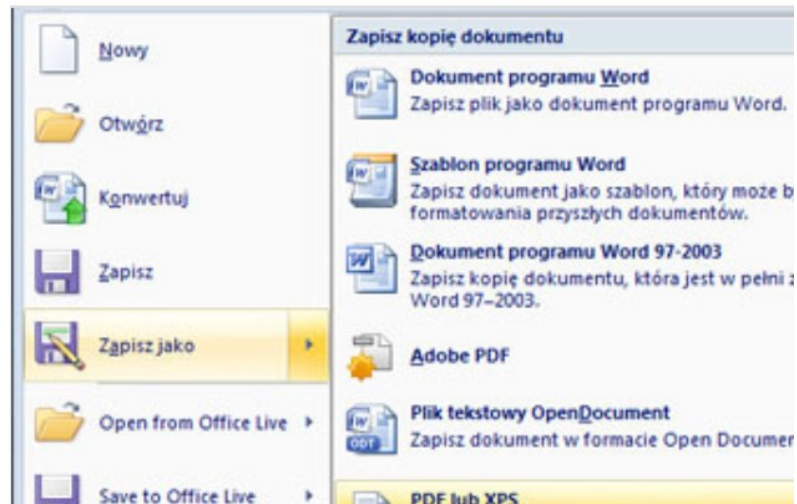 Nowy
Otwórz
Konwertuj
Zapisz
Zapisz jako
Open from Office Live
Save to Office Live
Zapisz kopię dokumentu
Dokument programu Word
Zapisz plik jako dokument programu Word.
Szablon programu Word
Zapisz dokument jako szablon, który może
formatowania przyszłych dokumentów.
Dokument programu Word 97-2003
Zapisz kopię dokumentu, która jest w pełni
Word 97–2003.
Adobe PDF
Plik tekstowy OpenDocument
ODT
Zapisz dokument w formacie Open Documen
PDF lub XPS